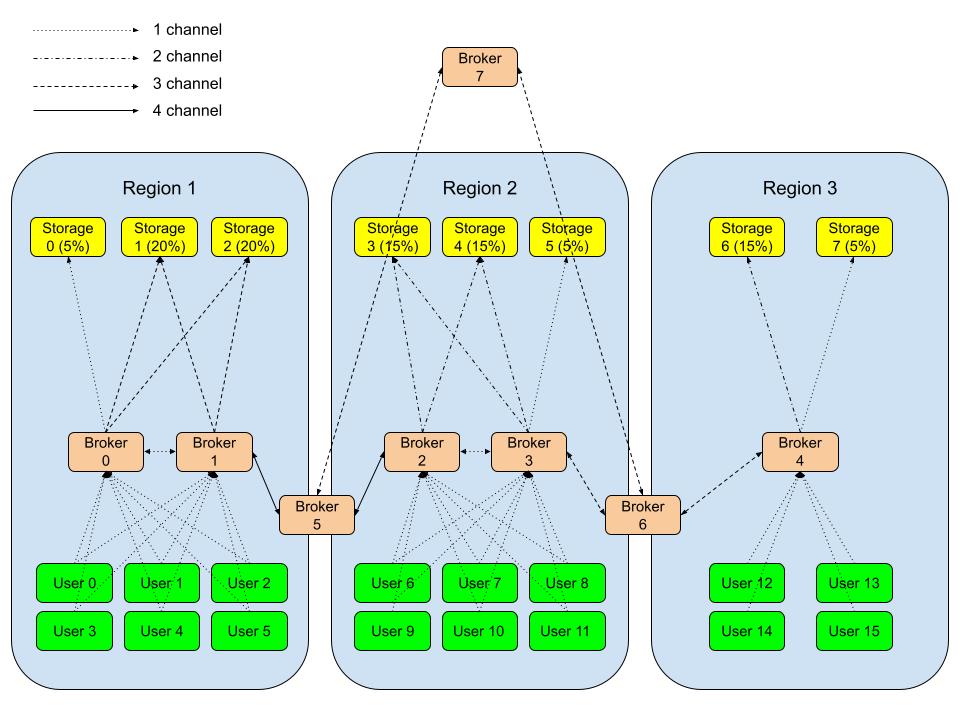 1 channel
2 channel
3 channel
4 channel
Broker
7
Region 1
Region 2
Region 3
Storage
0 (5%)
Storage
1 (20%)
Storage
2 (20%)
Storage
3 (15%)
Storage
4 (15%)
Storage
5 (5%)
Storage
6 (15%)
Storage
7 (5%)
Broker
0
Broker
1
Broker
2
Broker
3
Broker
4
Broker
5
Broker
6
User 0
User 1
User 2
User 6
User 7
User 8
User 12
User 13
User 3
User 4
User 5
User 9
User 10
User 11
User 14
User 15